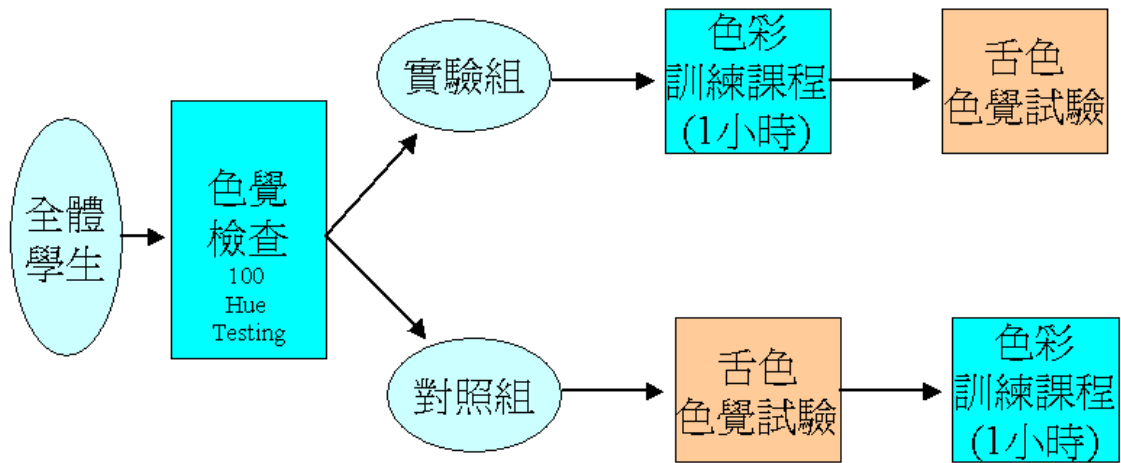 全體
學生
色覺
檢查
100
Hue
Testing
實驗組
色彩
訓練課程
(1小時)
舌色
色覺試驗
對照組
舌色
色覺試驗
色彩
訓練課程
(1小時)